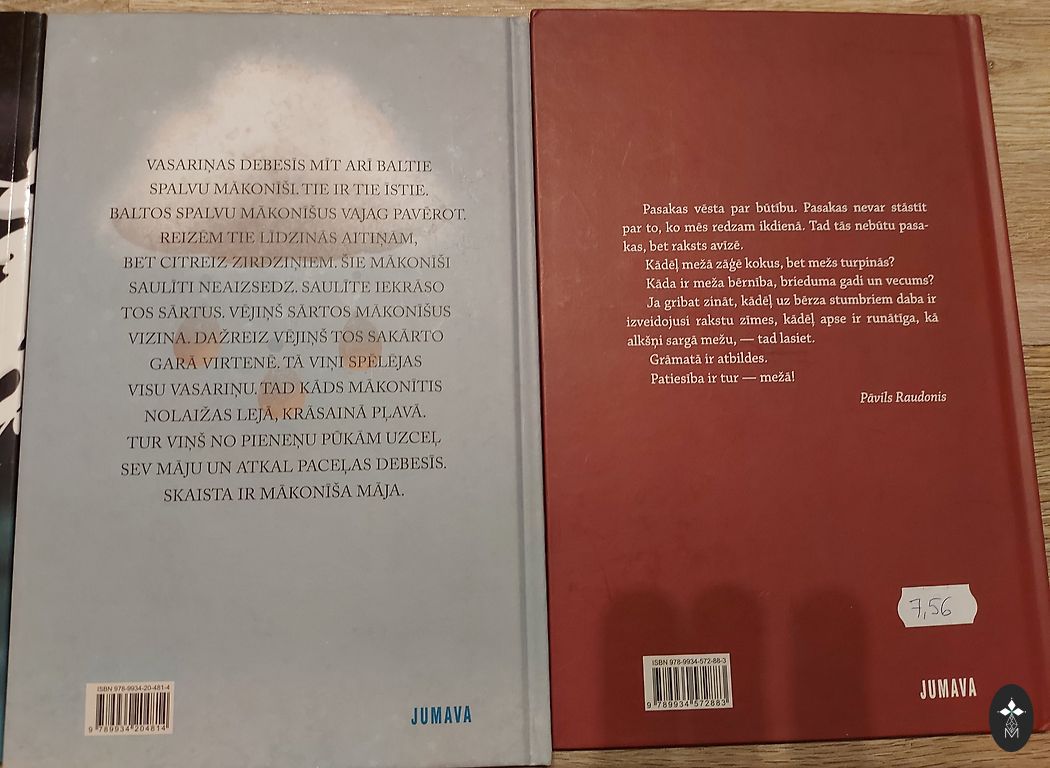 VASARIŅAS DEBESĪS MĪT ARĪ BALTIE
SPALVU MĀKONĪŠI. TIE IR TIE ĪSTIE.
BALTOS SPALVU MĀKONĪŠUS VAJAG PAVĒROT.
REIZĒM TIE LĪDZINĀS AITIŅĀM,
BET CITREIZ ZIRDZIŅIEM. ŠIE MĀKONĪŠI
SAULĪTI NEAIZSEDZ. SAULĪTE IEKRĀSO
TOS SĀRTUS. VĒJIŅŠ SĀRTOS MĀKONĪŠUS
VIZINA. DAŽREIZ VĒJIŅŠ TOS SAKĀRTO
GARĀ VIRTENĒ. TĀ VIŅI SPĒLĒJAS
VISU VASARIŅU. TAD KĀDS MĀKONĪTIS
NOLAIŽAS LEJĀ, KRĀSAINĀ PĻAVĀ.
TUR VIŅŠ NO PIENEŅU PŪKĀM UZCEĻ
SEV MĀJU UN ATKAL PACEĻAS DEBESĪS.
SKAISTA IR MĀKONĪŠA MĀJA.
ISBN 978-9934-20-481-4
9 789934 204814
JUMAVA
Pasakas vēsta par būtību. Pasakas nevar stāstīt
par to, ko mēs redzam ikdienā. Tad tās nebūtu pasa-
kas, bet raksts avīzē.
Kādēļ mežā zāģē kokus, bet mežs turpinās?
Kāda ir meža bērnība, brieduma gadi un vecums?
Ja gribat zināt, kādēļ uz bērza stumbriem daba ir
izveidojusi rakstu zīmes, kādēļ apse ir runātīga, kā
alkšņi sargā mežu, — tad lasiet.
Grāmatā ir atbildes.
Patiesība ir tur — mežā!
Pāvils Raudonis
7,56
ISBN 978-9934-572-88-3
9 789934 572883
JUMAVA
M